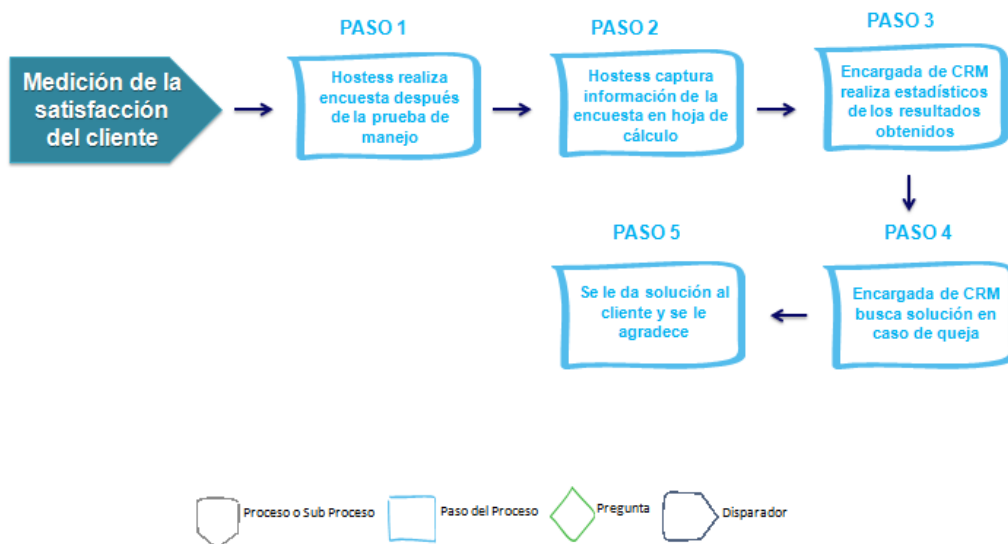 Medición de la
satisfacción
del cliente
PASO 1
Hostess realiza
encuesta después
de la prueba de
manejo
PASO 2
Hostess captura
información de la
encuesta en hoja de
cálculo
PASO 3
Encargada de CRM
realiza estadísticos
de los resultados
obtenidos
PASO 4
Encargada de CRM
busca solución en
caso de queja
PASO 5
Se le da solución al
cliente y se le
agradece
Proceso o Sub Proceso
Paso del Proceso
Pregunta
Disparador